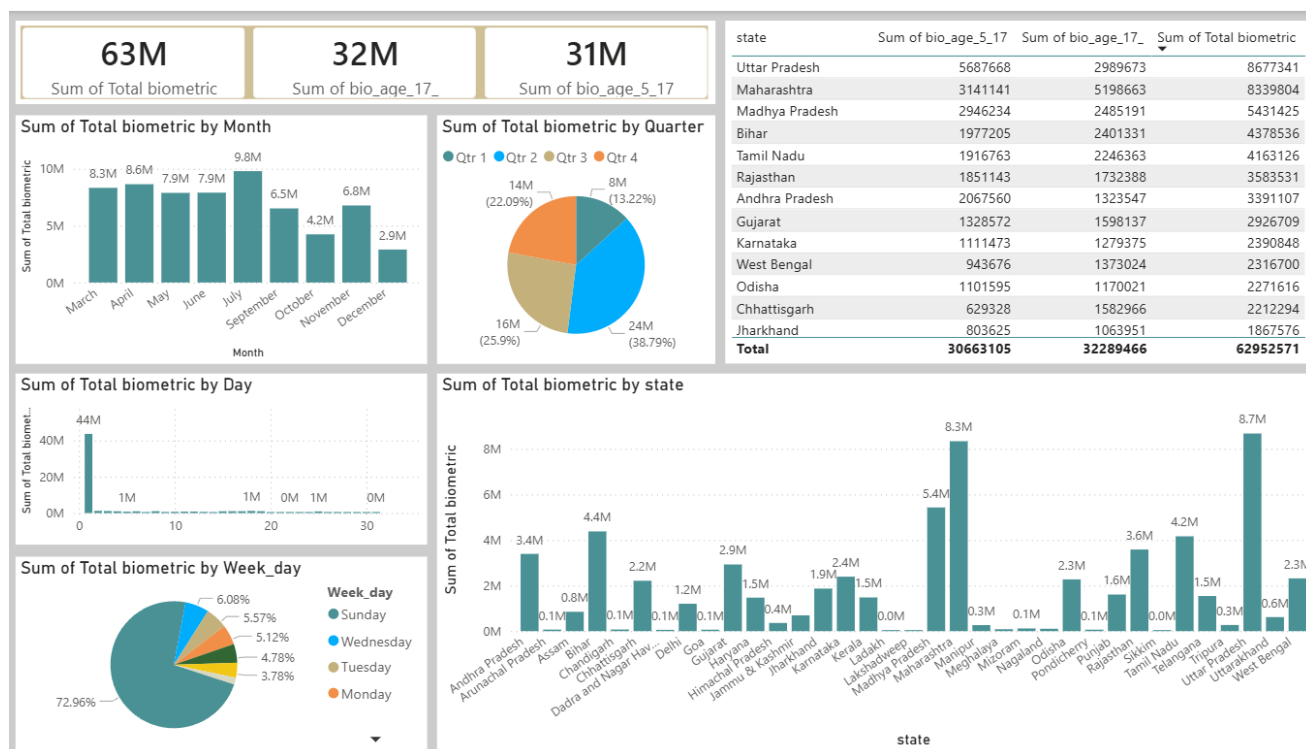 63M
Sum of Total biometric
32M
Sum of bio_age_17_
31M
Sum of bio_age_5_17
state Sum of bio_age_5_17 Sum of bio_age_17_ Sum of Total biometric
Uttar Pradesh 5687668 2989673 8677341
Maharashtra 3141141 5198663 8339804
Madhya Pradesh 2946234 2485191 5431425
Bihar 1977205 2401331 4378536
Tamil Nadu 1916763 2246363 4163126
Rajasthan 1851143 1732388 3583531
Andhra Pradesh 2067560 1323547 3391107
Gujarat 1328572 1598137 2926709
Karnataka 1111473 1279375 2390848
West Bengal 943676 1373024 2316700
Odisha 1101595 1170021 2271616
Chhattisgarh 629328 1582966 2212294
Jharkhand 803625 1063951 1867576
Total 30663105 32289466 62952571
Sum of Total biometric by Month
Sum of Total biometric
10M
5M
0M
8.3M 8.6M 7.9M 7.9M 9.8M 6.5M 4.2M 6.8M 2.9M
March April May June July September October November December
Month
Sum of Total biometric by Quarter
Qtr 1 Qtr 2 Qtr 3 Qtr 4
8M
(13.22%)
24M
(38.79%)
16M
(25.9%)
14M
(22.09%)
Sum of Total biometric by Day
Sum of Total biomet...
40M
20M
0M
44M 1M 1M 0M 1M 0M
0 10 20 30
Sum of Total biometric by Week_day
72.96%
6.08%
5.57%
5.12%
4.78%
3.78%
Week_day
Sunday
Wednesday
Tuesday
Monday
Sum of Total biometric by state
Sum of Total biometric
8M
6M
4M
2M
0M
3.4M 0.1M 0.8M 4.4M 0.1M 2.2M 0.1M 1.2M 0.1M 2.9M 1.5M 0.4M 1.9M 2.4M 1.5M 0.0M 5.4M 8.3M 0.3M 0.1M 2.3M 0.1M 1.6M 3.6M 0.0M 4.2M 1.5M 0.3M 8.7M 0.6M 2.3M
Andhra Pradesh Arunachal Pradesh Assam Bihar Chandigarh Chhattisgarh Dadra and Nagar Hav... Delhi Goa Gujarat Haryana Himachal Pradesh Jammu & Kashmir Jharkhand Karnataka Kerala Ladakh Lakshadweep Madhya Pradesh Maharashtra Manipur Meghalaya Mizoram Nagaland Odisha Pondicherry Punjab Rajasthan Sikkim Tamil Nadu Telangana Tripura Uttar Pradesh Uttarakhand West Bengal
state